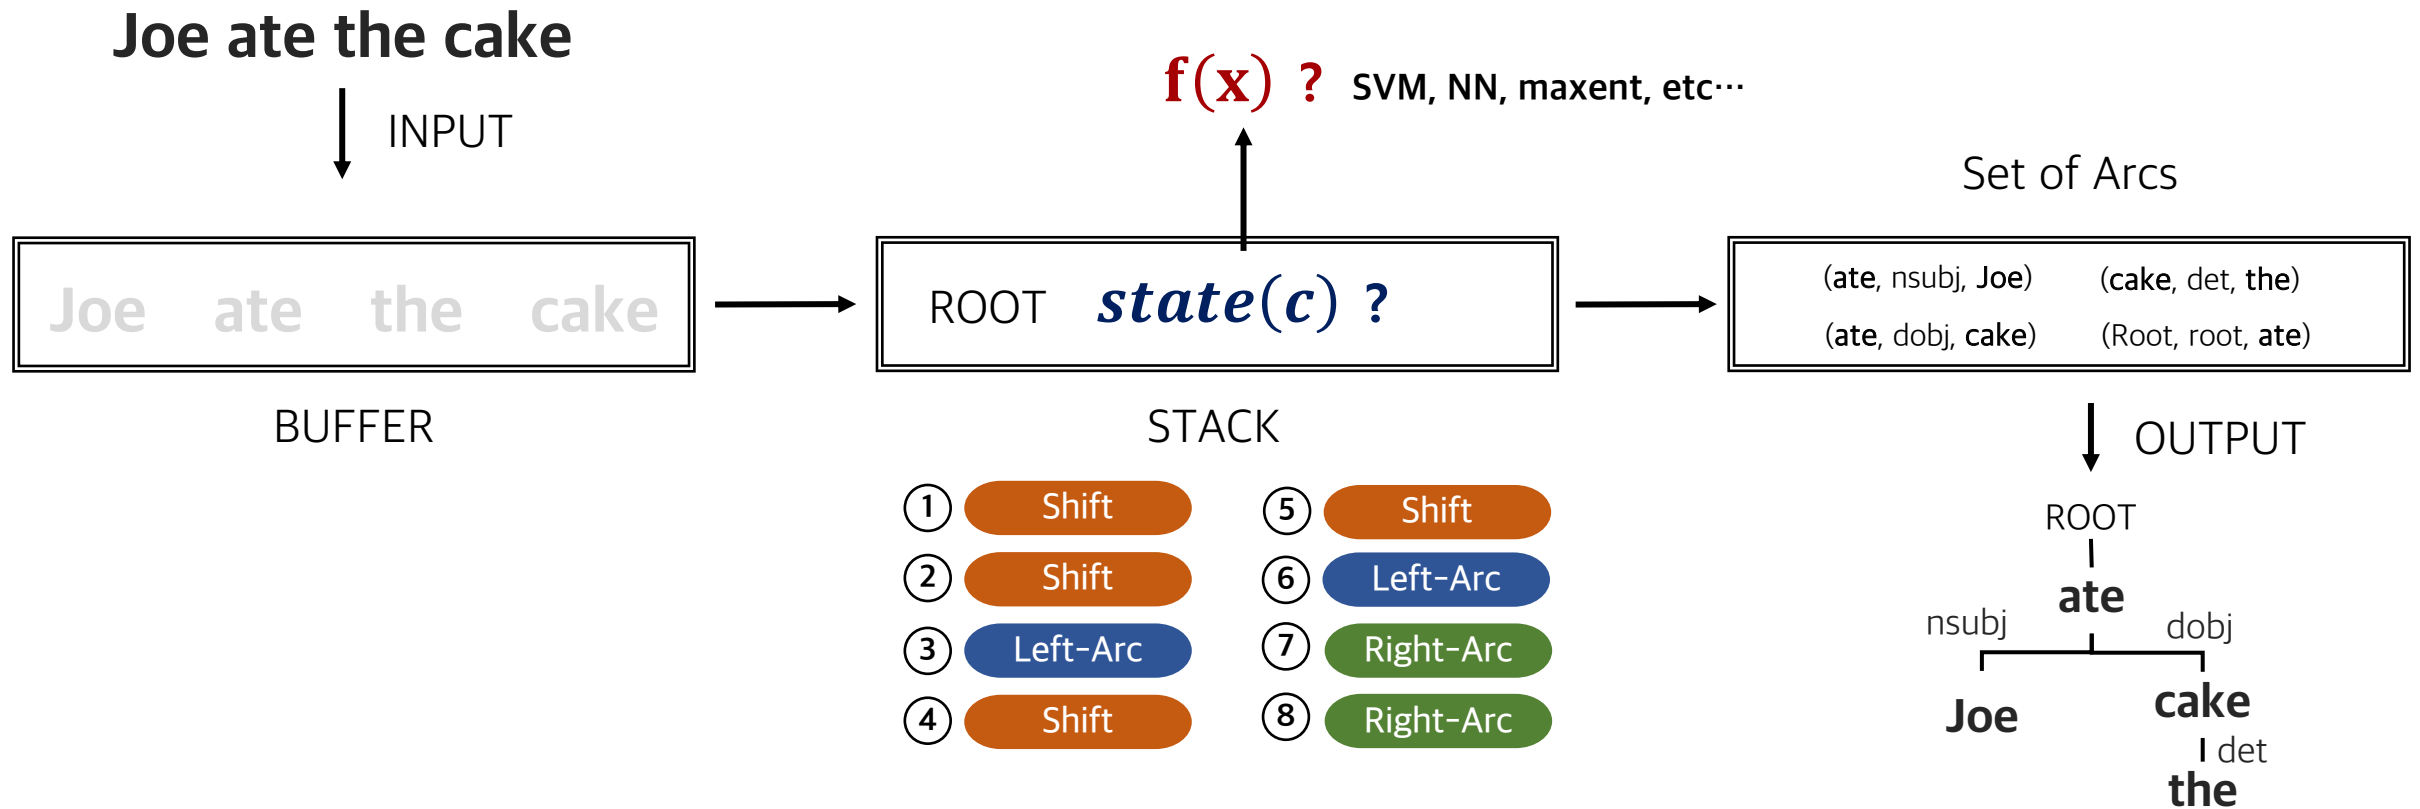 Joe ate the cake
INPUT
f(x) ? SVM, NN, maxent, etc⋯
Set of Arcs
Joe ate the cake
ROOT state(c) ?
(ate, nsubj, Joe) (cake, det, the)
(ate, dobj, cake) (Root, root, ate)
BUFFER
STACK
OUTPUT
1 Shift
2 Shift
3 Left-Arc
4 Shift
5 Shift
6 Left-Arc
7 Right-Arc
8 Right-Arc
ROOT
ate
nsubj dobj
Joe cake
det
the